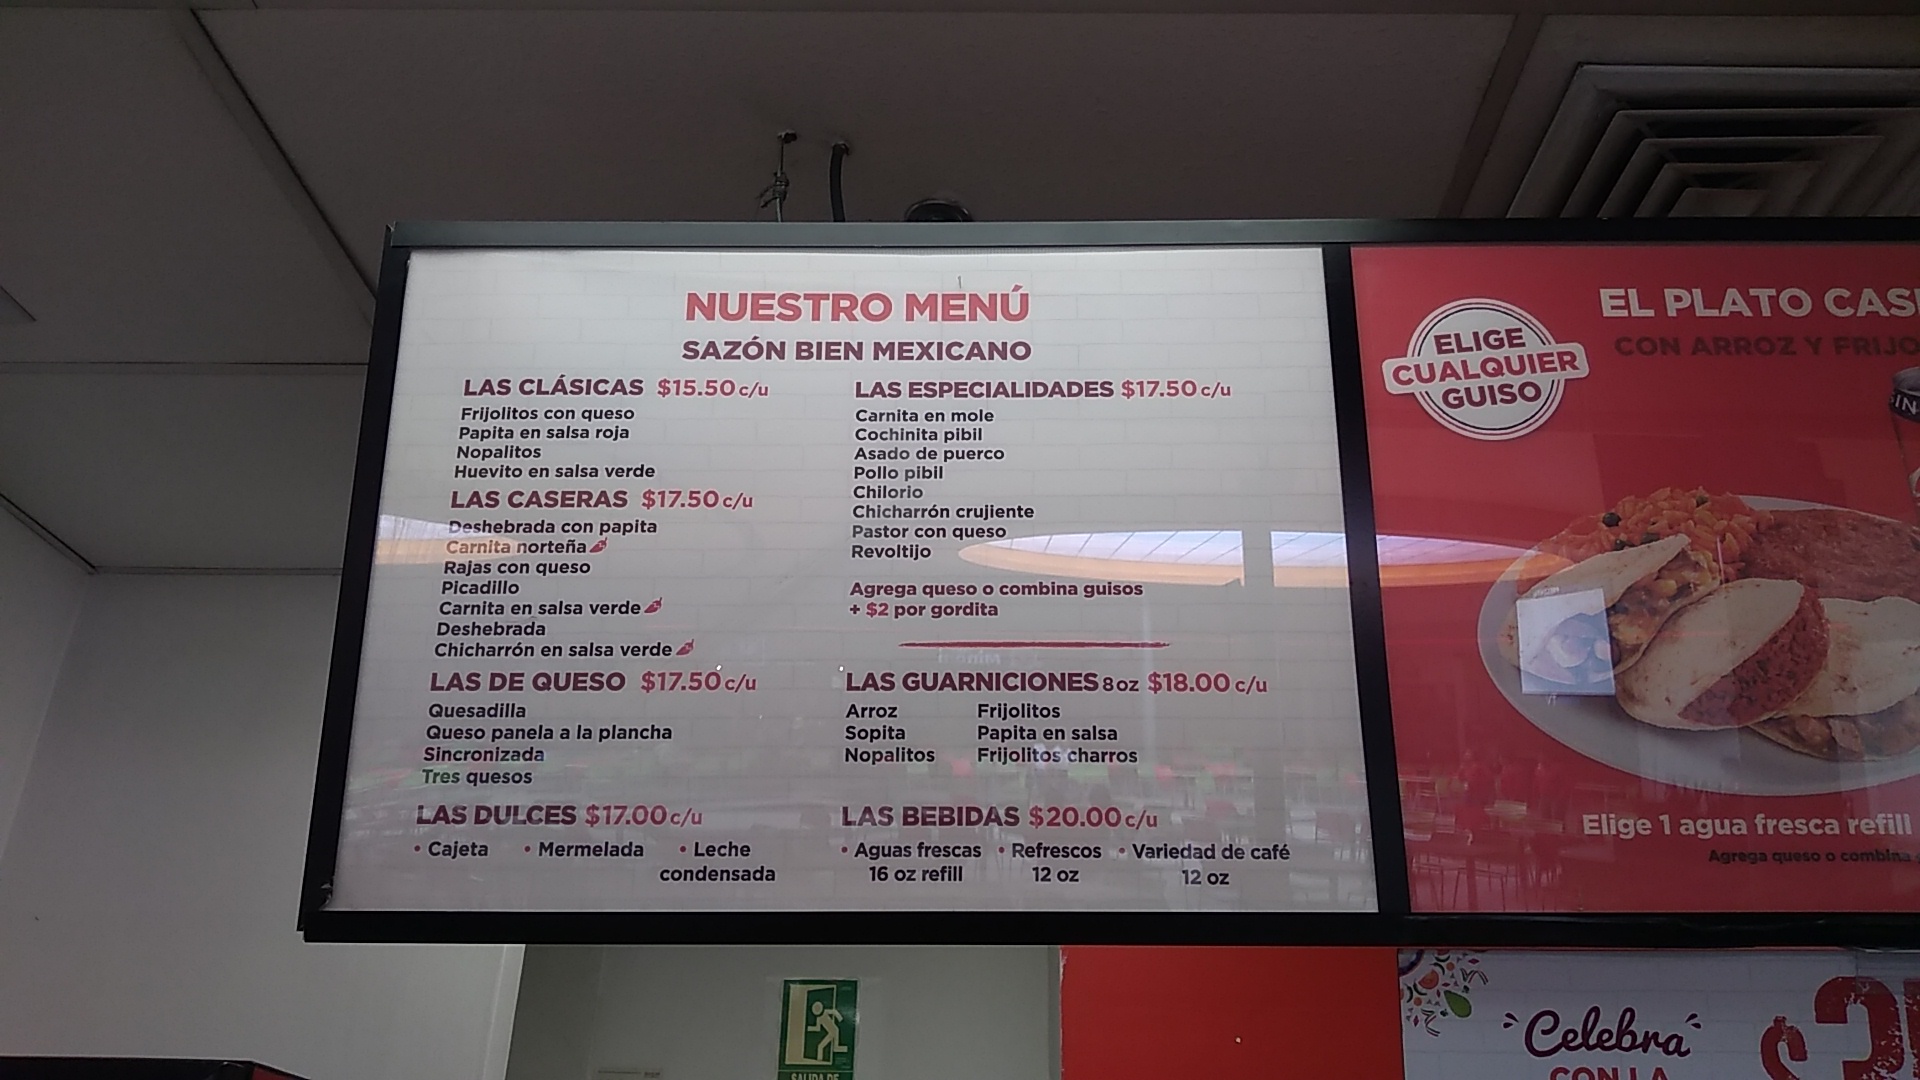 NUESTRO MENÚ
SAZÓN BIEN MEXICANO
LAS CLÁSICAS $15.50 c/u
Frijolitos con queso
Papita en salsa roja
Nopalitos
Huevito en salsa verde
LAS CASERAS $17.50 c/u
Deshebrada con papita
Carnita norteña
Rajas con queso
Picadillo
Carnita en salsa verde
Deshebrada
Chicharrón en salsa verde
LAS DE QUESO $17.50 c/u
Quesadilla
Queso panela a la plancha
Sincronizada
Tres quesos
LAS DULCES $17.00 c/u
• Cajeta • Mermelada • Leche
condensada
LAS ESPECIALIDADES $17.50 c/u
Carnita en mole
Cochinita pibil
Asado de puerco
Pollo pibil
Chilorio
Chicharrón crujiente
Pastor con queso
Revoltijo
Agrega queso o combina guisos
+ $2 por gordita
LAS GUARNICIONES 8 oz $18.00 c/u
Arroz Frijolitos
Sopita Papita en salsa
Nopalitos Frijolitos charros
LAS BEBIDAS $20.00 c/u
• Aguas frescas • Refrescos • Variedad de café
16 oz refill 12 oz 12 oz
ELIGE
CUALQUIER
GUISO
EL PLATO
CON ARROZ Y
Elige 1 agua fresca refill
Agrega queso o combina
"Celebra"
CON LA
SALIDA DE